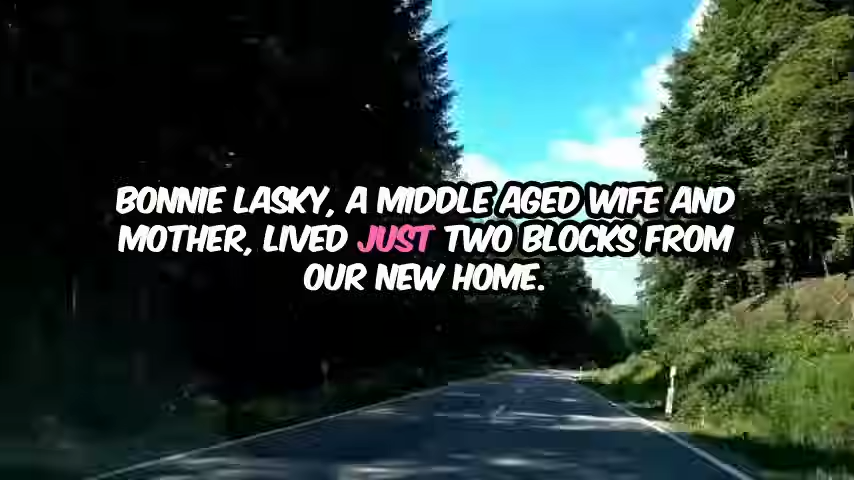 BONNIE LASKY, A MIDDLE AGED WIFE AND
MOTHER, LIVED JUST TWO BLOCKS FROM
OUR NEW HOME.